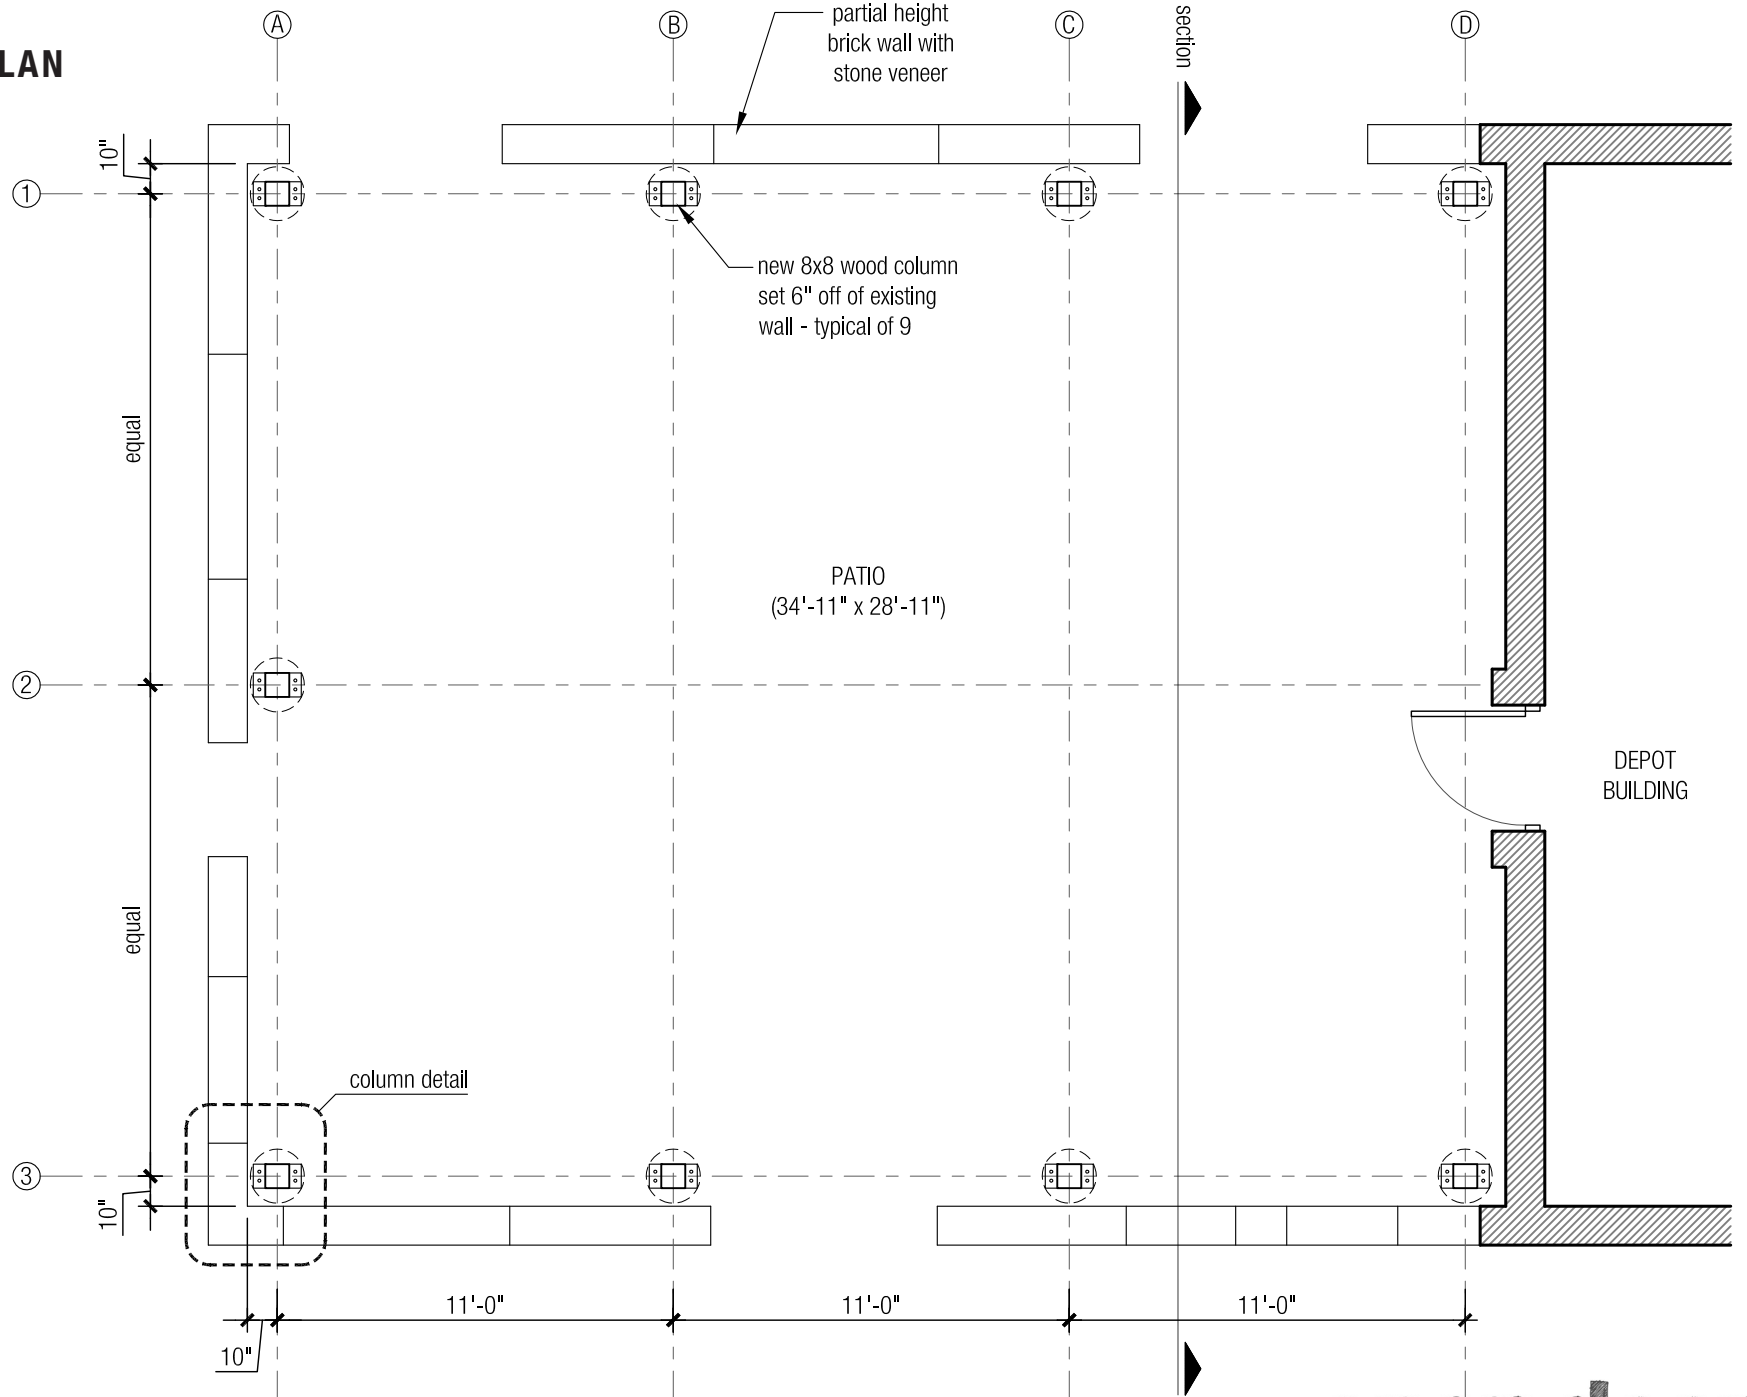 A
B
C
D
partial height
brick wall with
stone veneer
section
LAN
10"
1
new 8x8 wood column
set 6" off of existing
wall - typical of 9
equal
PATIO
(34'-11" x 28'-11")
2
DEPOT
BUILDING
equal
column detail
3
10"
11'-0"
11'-0"
11'-0"
10"